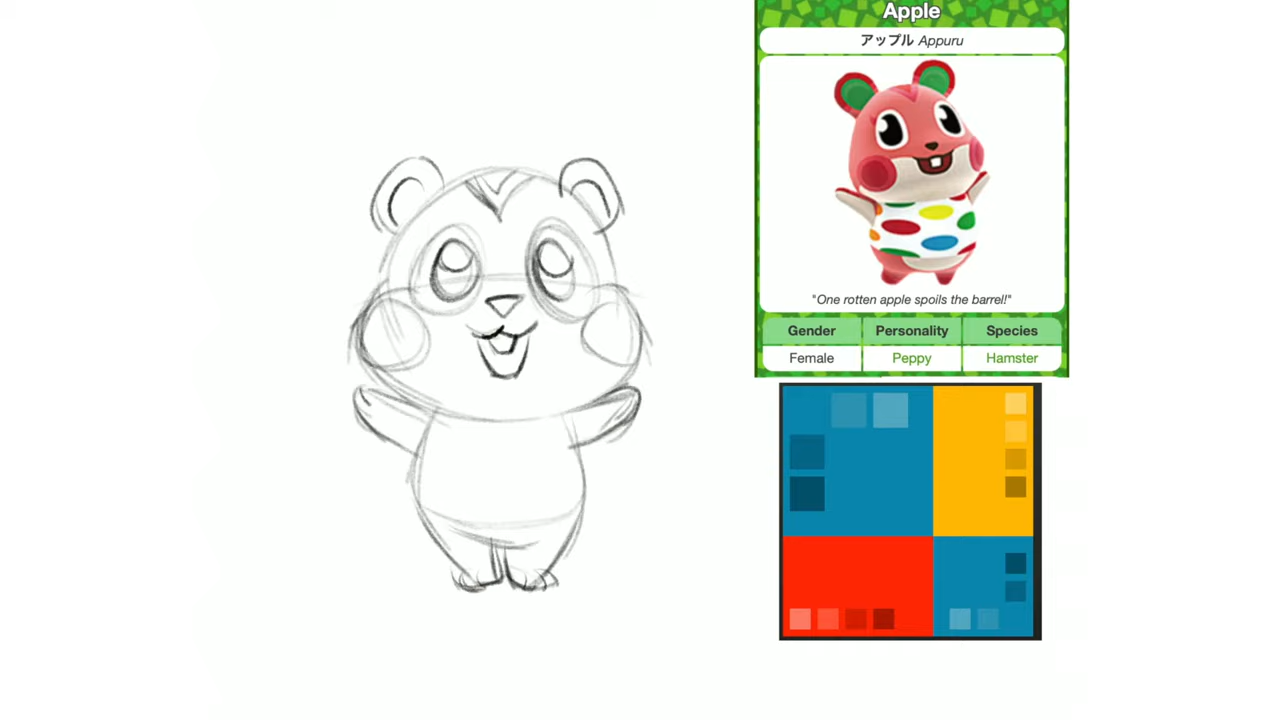 Apple
アップル Appuru
"One rotten apple spoils the barrel!"
Gender Personality Species
Female Peppy Hamster